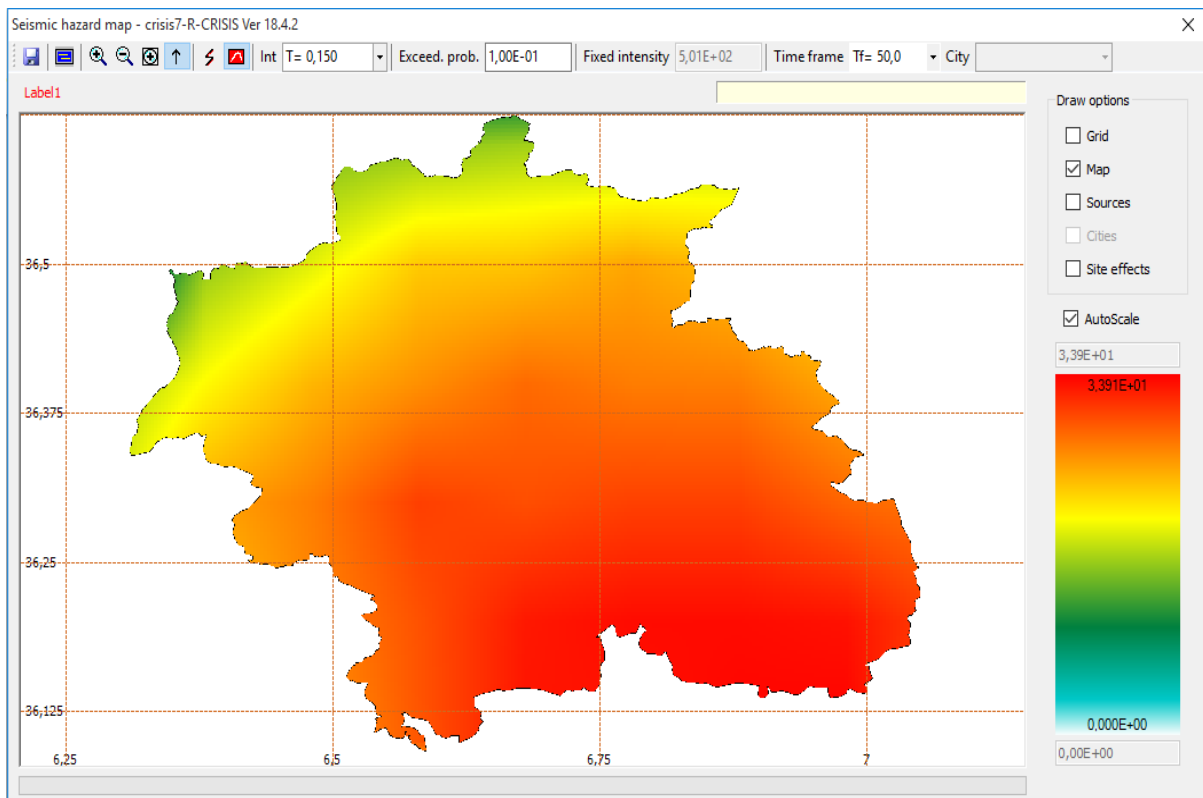 Seismic hazard map - crisis7-R-CRISIS Ver 18.4.2
Int T= 0,150 Exceed. prob. 1,00E-01 Fixed intensity 5,01E+02 Time frame Tf= 50,0 City
Label1
Draw options
Grid
Map
Sources
Cities
Site effects
AutoScale
3,39E+01
3,391E+01
0,000E+00
0,00E+00
36,5
36,375
36,25
36,125
6,25 6,5 6,75 7